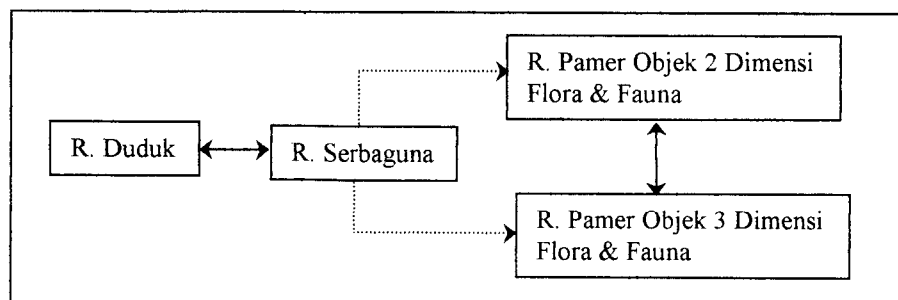 R. Pamer Objek 2 Dimensi
Flora & Fauna
R. Duduk
R. Serbaguna
R. Pamer Objek 3 Dimensi
Flora & Fauna